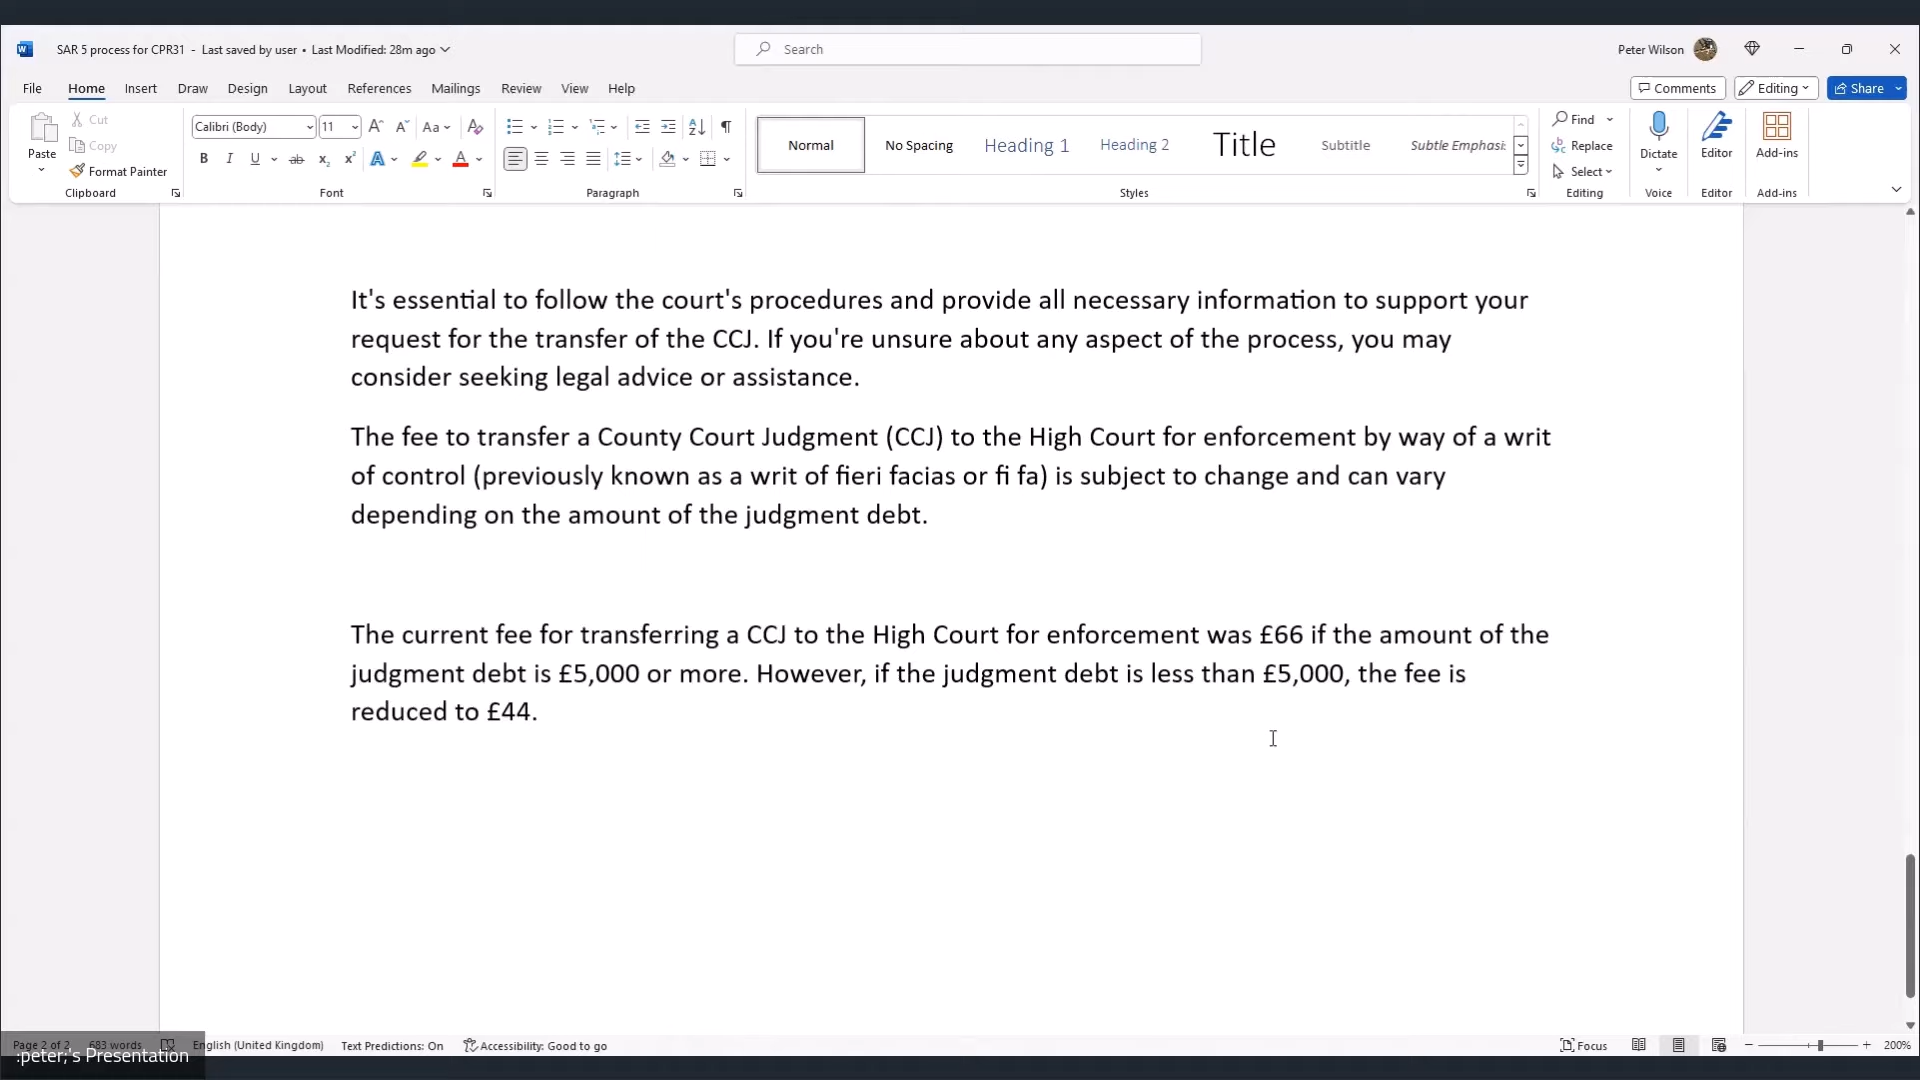 SAR 5 process for CPR31 - Last saved by user • Last Modified: 28m ago
Search
Peter Wilson
File Home Insert Draw Design Layout References Mailings Review View Help
Comments Editing Share
Paste
Cut
Copy
Format Painter
Clipboard
Calibri (Body) 11
Font
Paragraph
Normal No Spacing Heading 1 Heading 2 Title Subtitle Subtle Emphasi
Styles
Find
Replace
Select
Editing
Dictate
Voice
Editor
Editor
Add-ins
Add-ins
It's essential to follow the court's procedures and provide all necessary information to support your
request for the transfer of the CCJ. If you're unsure about any aspect of the process, you may
consider seeking legal advice or assistance.
The fee to transfer a County Court Judgment (CCJ) to the High Court for enforcement by way of a writ
of control (previously known as a writ of fieri facias or fi fa) is subject to change and can vary
depending on the amount of the judgment debt.
The current fee for transferring a CCJ to the High Court for enforcement was £66 if the amount of the
judgment debt is £5,000 or more. However, if the judgment debt is less than £5,000, the fee is
reduced to £44.
Page 2 of 2 683 words English (United Kingdom) Text Predictions: On Accessibility: Good to go Focus 200%
:peter;'s Presentation